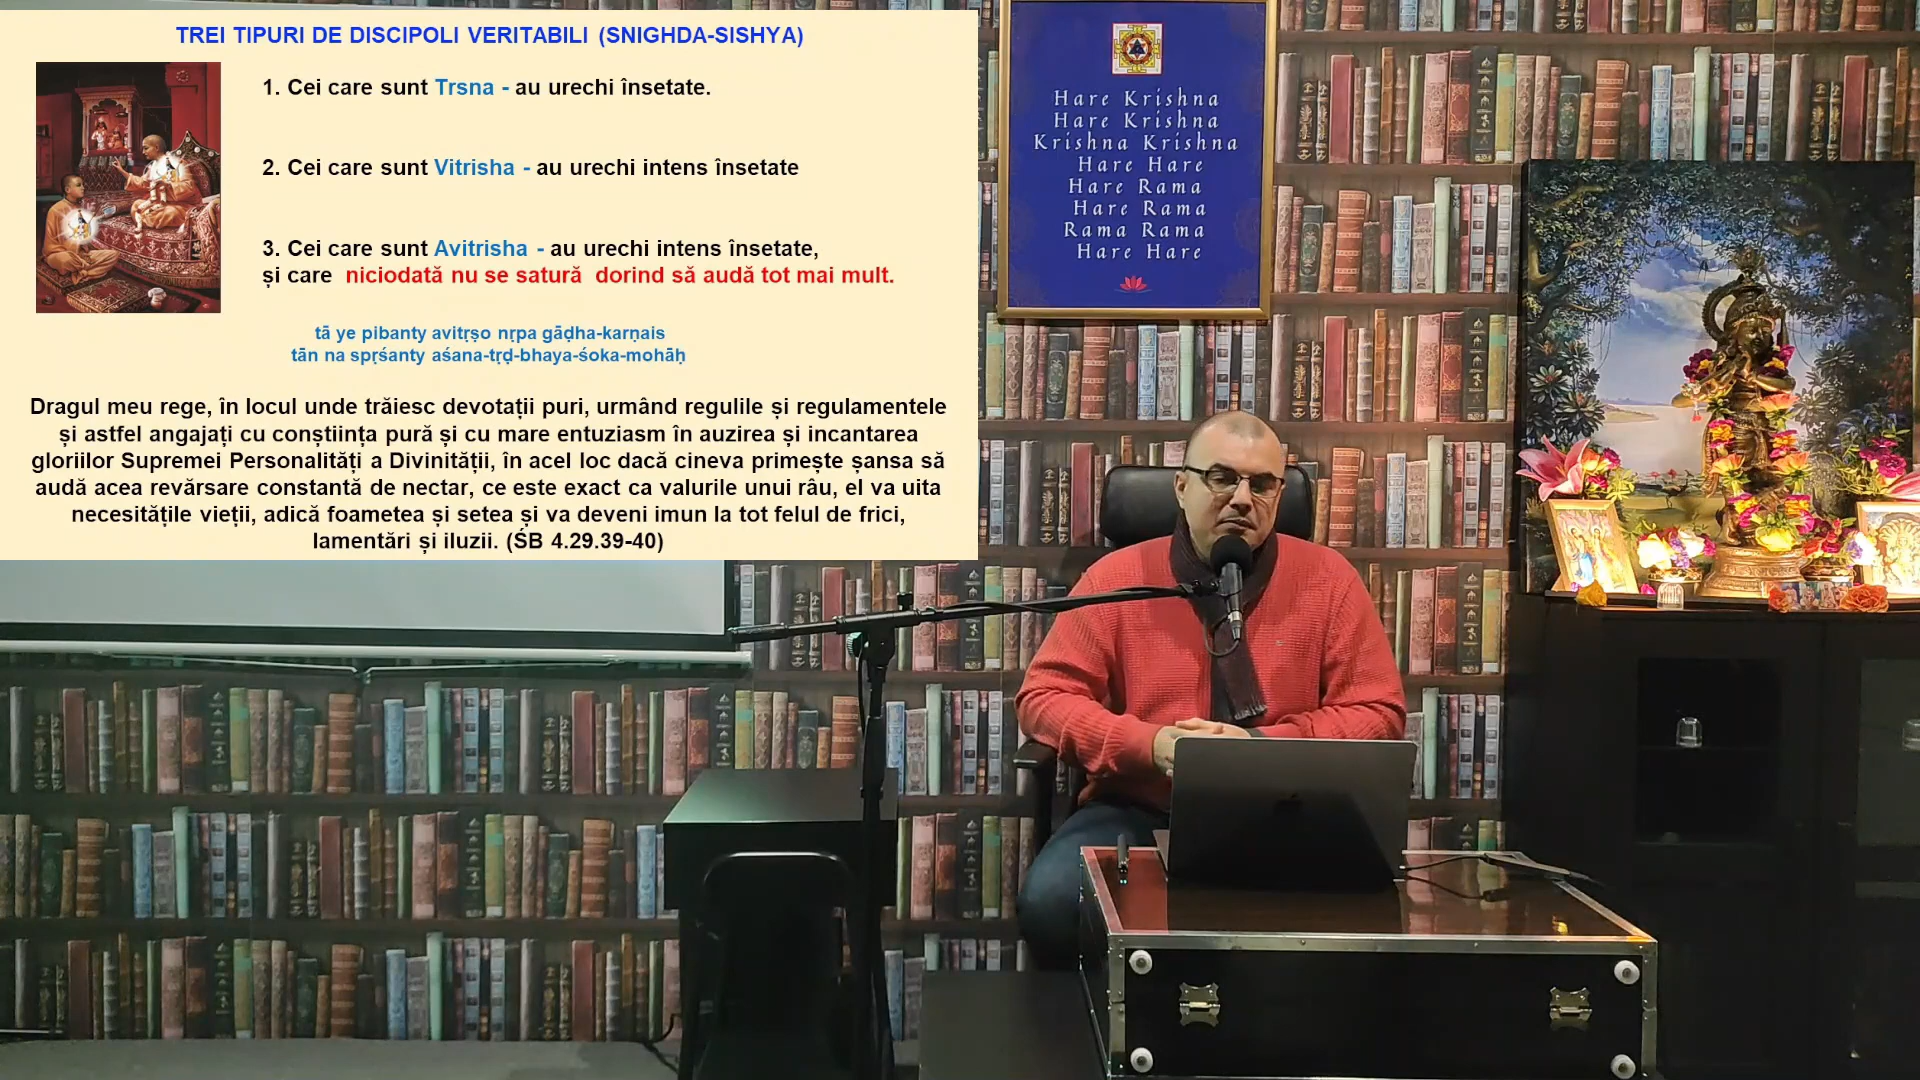 TREI TIPURI DE DISCIPOLI VERITABILI (SNIGHDA-SISHYA)
1. Cei care sunt Trsna - au urechi însetate.
2. Cei care sunt Vitrisha - au urechi intens însetate
3. Cei care sunt Avitrisha - au urechi intens însetate,
și care niciodată nu se satură dorind să audă tot mai mult.
tā ye pibanty avitṛṣo nṛpa gāḍha-karṇais
tān na spṛśanty aśana-tṛḍ-bhaya-śoka-mohāḥ
Dragul meu rege, în locul unde trăiesc devotații puri, urmând regulile și regulamentele
și astfel angajați cu conștiința pură și cu mare entuziasm în auzirea și incantarea
gloriilor Supremei Personalități a Divinității, în acel loc dacă cineva primește șansa să
audă acea revărsare constantă de nectar, ce este exact ca valurile unui râu, el va uita
necesitățile vieții, adică foametea și setea și va deveni imun la tot felul de frici,
lamentări și iluzii. (ŚB 4.29.39-40)
Hare Krishna
Hare Krishna
Krishna Krishna
Hare Hare
Hare Rama
Hare Rama
Rama Rama
Hare Hare